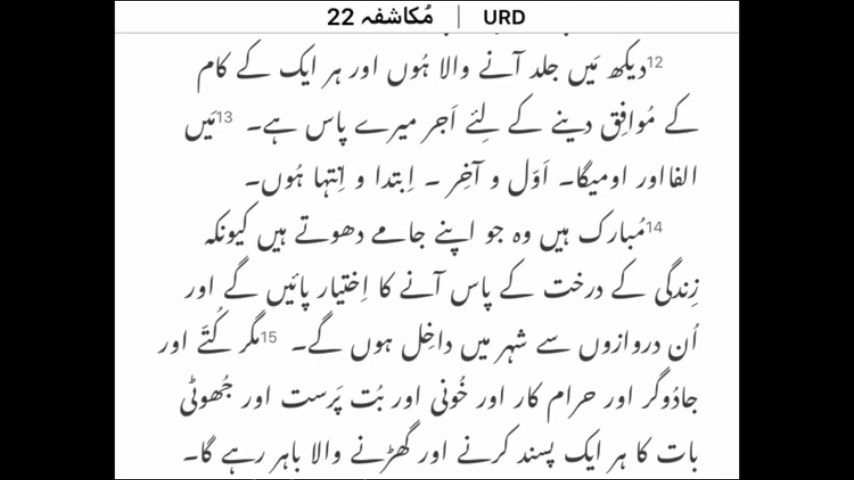 مُکاشفہ 22 | URD
12دیکھ مَیں جلد آنے والا ہُوں اور ہر ایک کے کام
کے مُوافِق دینے کے لِئے اَجر میرے پاس ہے۔ 13مَیں
الفااور اومیگا۔ اَوّل و آخِر ۔ اِبتدا و اِنتہا ہُوں۔
14مُبارک ہیں وہ جو اپنے جامے دھوتے ہیں کیونکہ
زِندگی کے درخت کے پاس آنے کا اِختیار پائیں گے اور
اُن دروازوں سے شہر میں داخِل ہوں گے۔ 15مگر کُتّے اور
جادُوگر اور حرام کار اور خُونی اور بُت پَرست اور جُھوٹی
بات کا ہر ایک پسند کرنے اور گھڑنے والا باہر رہے گا۔